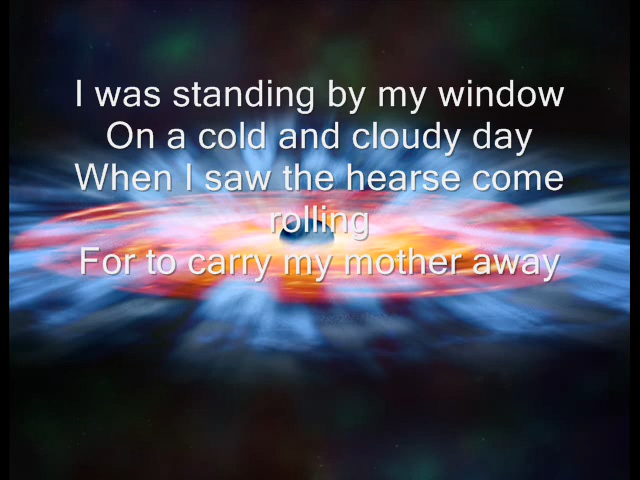 I was standing by my window
On a cold and cloudy day
When I saw the hearse come
rolling
For to carry my mother away